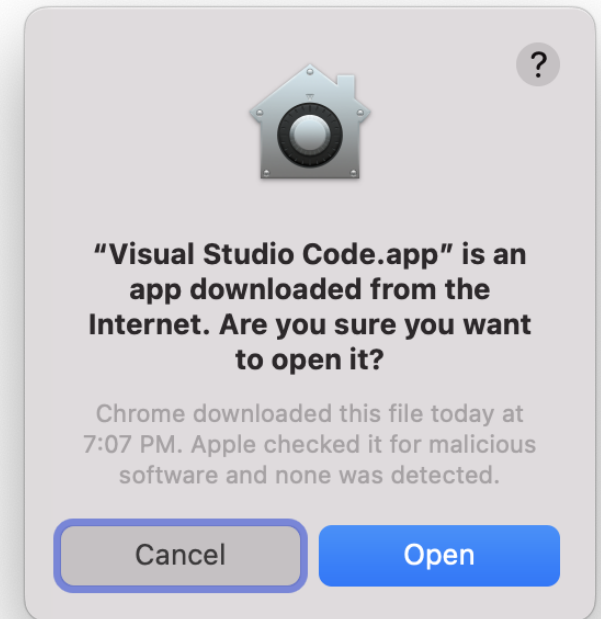 ?
“Visual Studio Code.app” is an
app downloaded from the
Internet. Are you sure you want
to open it?
Chrome downloaded this file today at
7:07 PM. Apple checked it for malicious
software and none was detected.
Cancel
Open